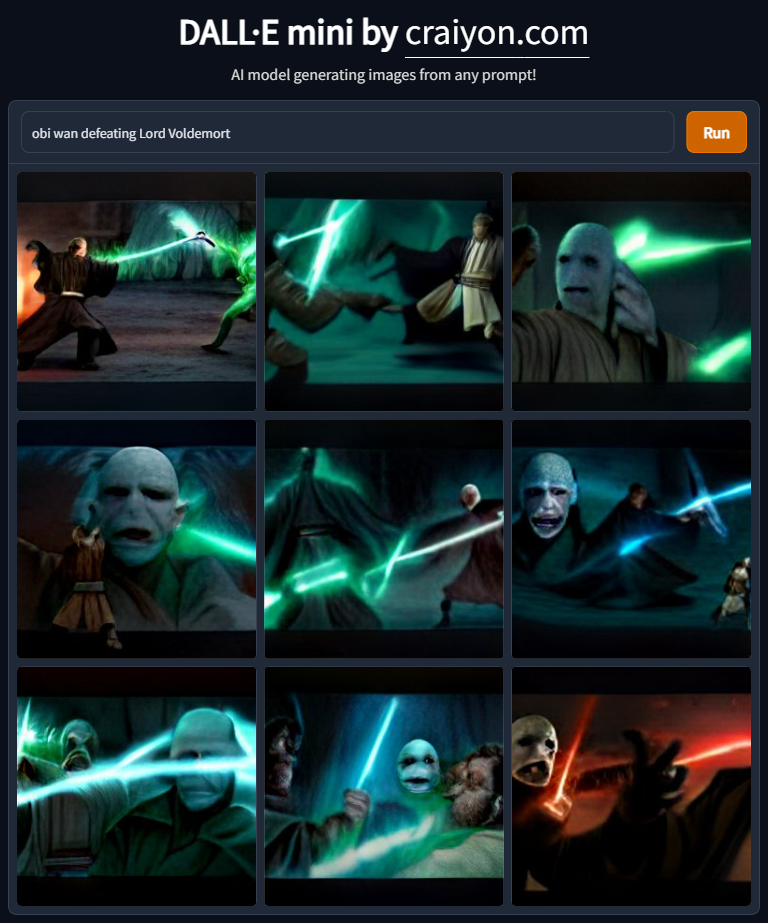 DALL·E mini by craiyon.com
AI model generating images from any prompt!
obi wan defeating Lord Voldemort
Run